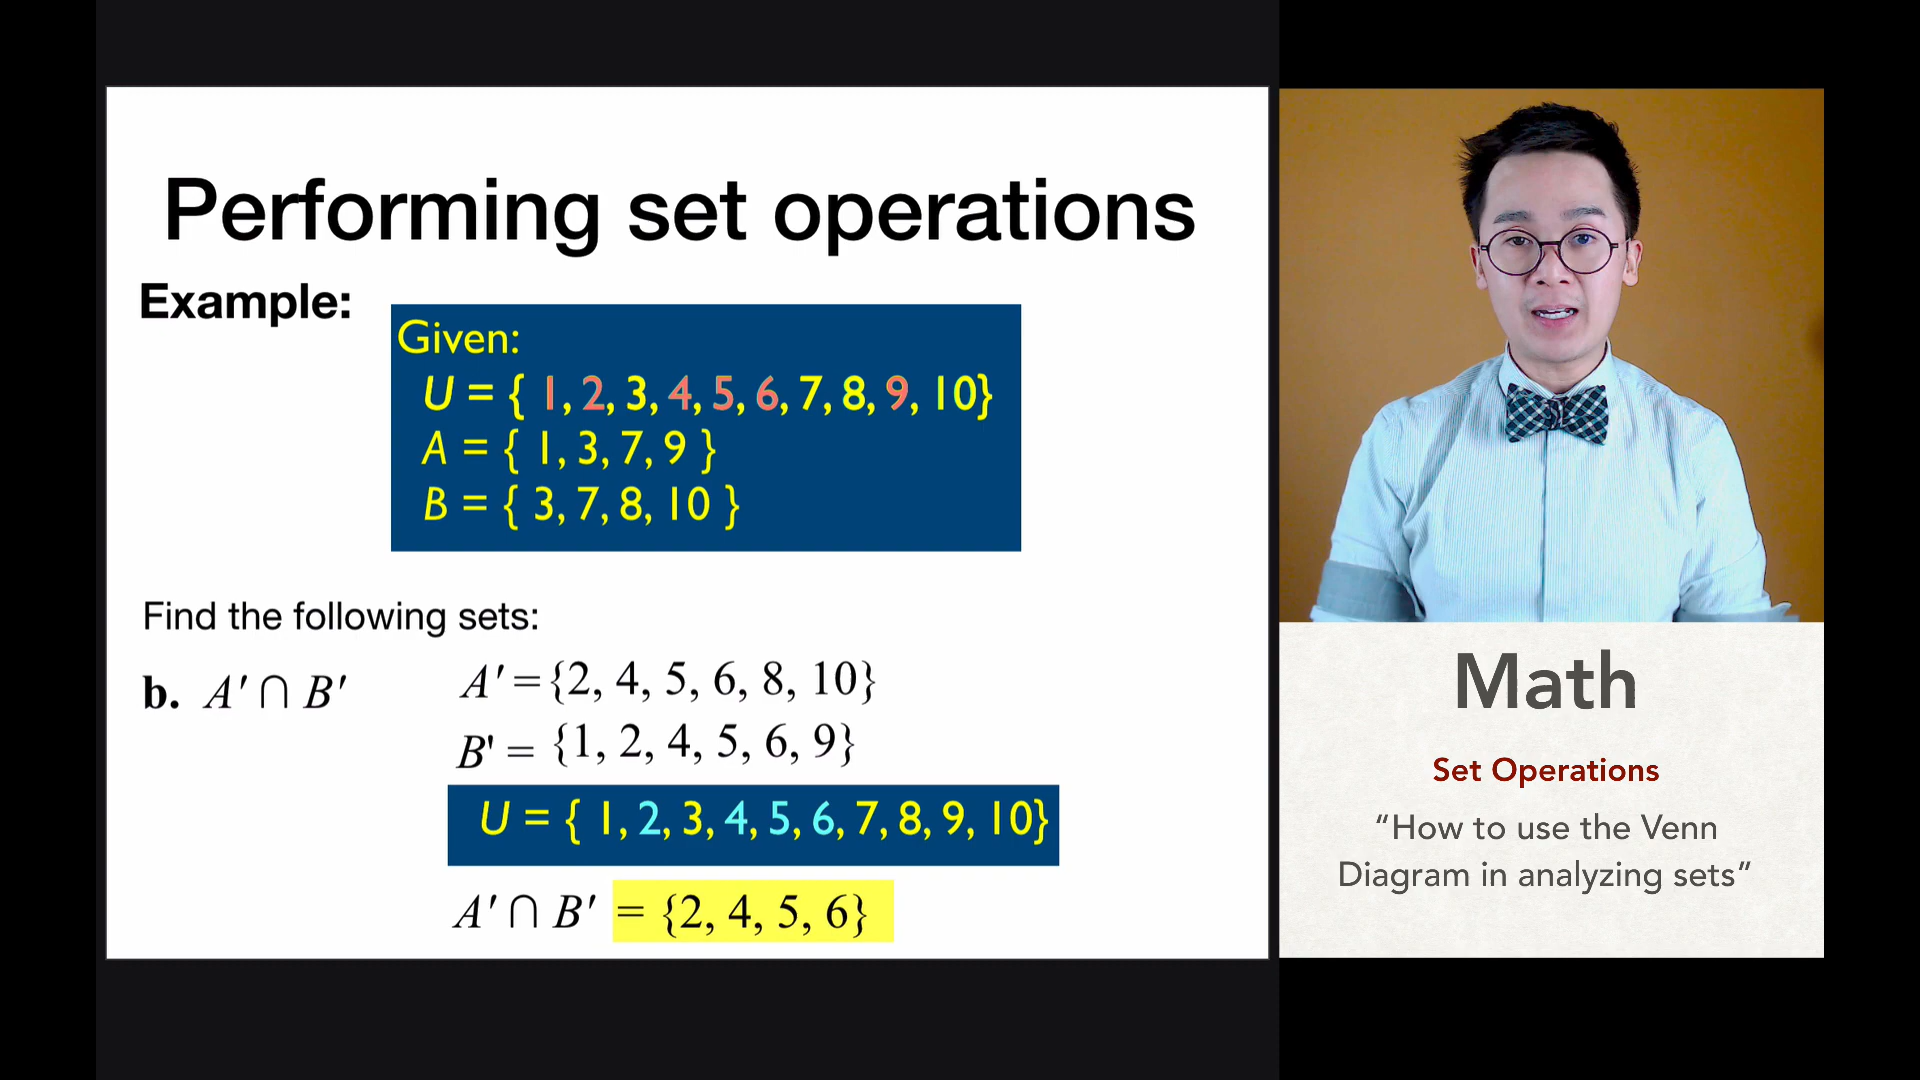 Performing set operations
Example:
Given:
U = { 1, 2, 3, 4, 5, 6, 7, 8, 9, 10}
A = { 1, 3, 7, 9 }
B = { 3, 7, 8, 10 }
Find the following sets:
b. A′ ∩ B′
A′ = {2, 4, 5, 6, 8, 10}
B' = {1, 2, 4, 5, 6, 9}
U = { 1, 2, 3, 4, 5, 6, 7, 8, 9, 10}
A′ ∩ B′ = {2, 4, 5, 6}
Math
Set Operations
“How to use the Venn
Diagram in analyzing sets”